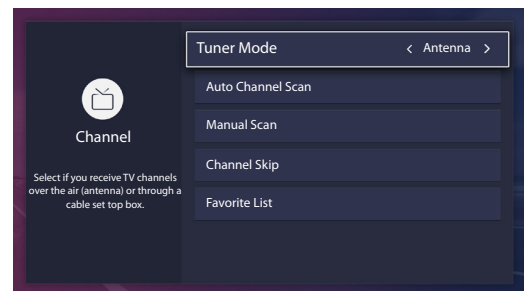 Channel
Select if you receive TV channels
over the air (antenna) or through a
cable set top box.
Tuner Mode < Antenna >
Auto Channel Scan
Manual Scan
Channel Skip
Favorite List